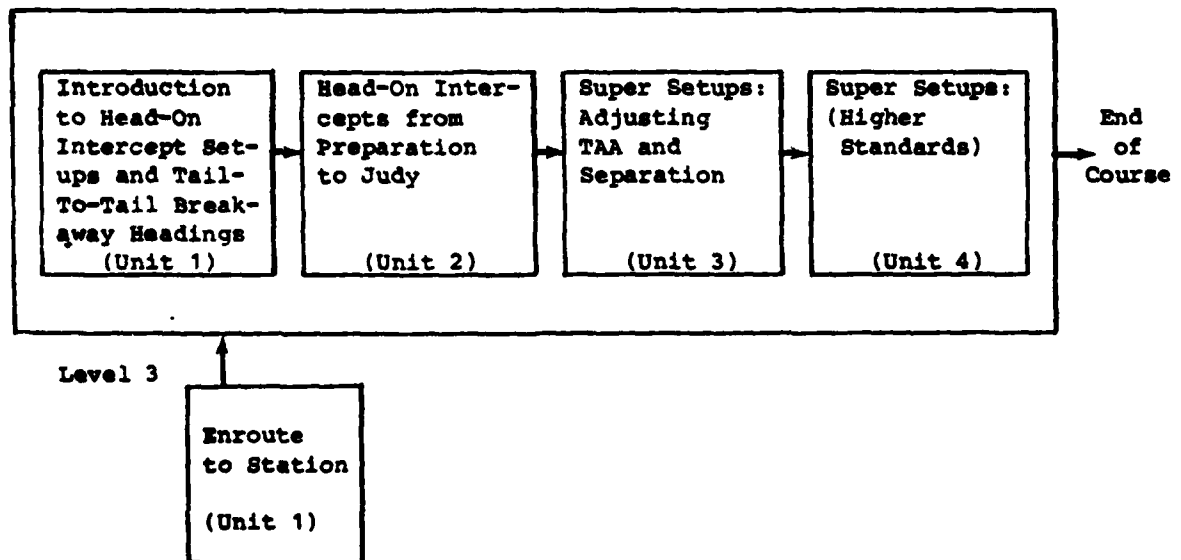 Introduction
to Head-On
Intercept Set-
ups and Tail-
To-Tail Break-
away Headings
(Unit 1)
Head-On Inter-
cepts from
Preparation
to Judy
(Unit 2)
Super Setups:
Adjusting
TAA and
Separation
(Unit 3)
Super Setups:
(Higher
Standards)
(Unit 4)
End
of
Course
Level 3
Enroute
to Station
(Unit 1)